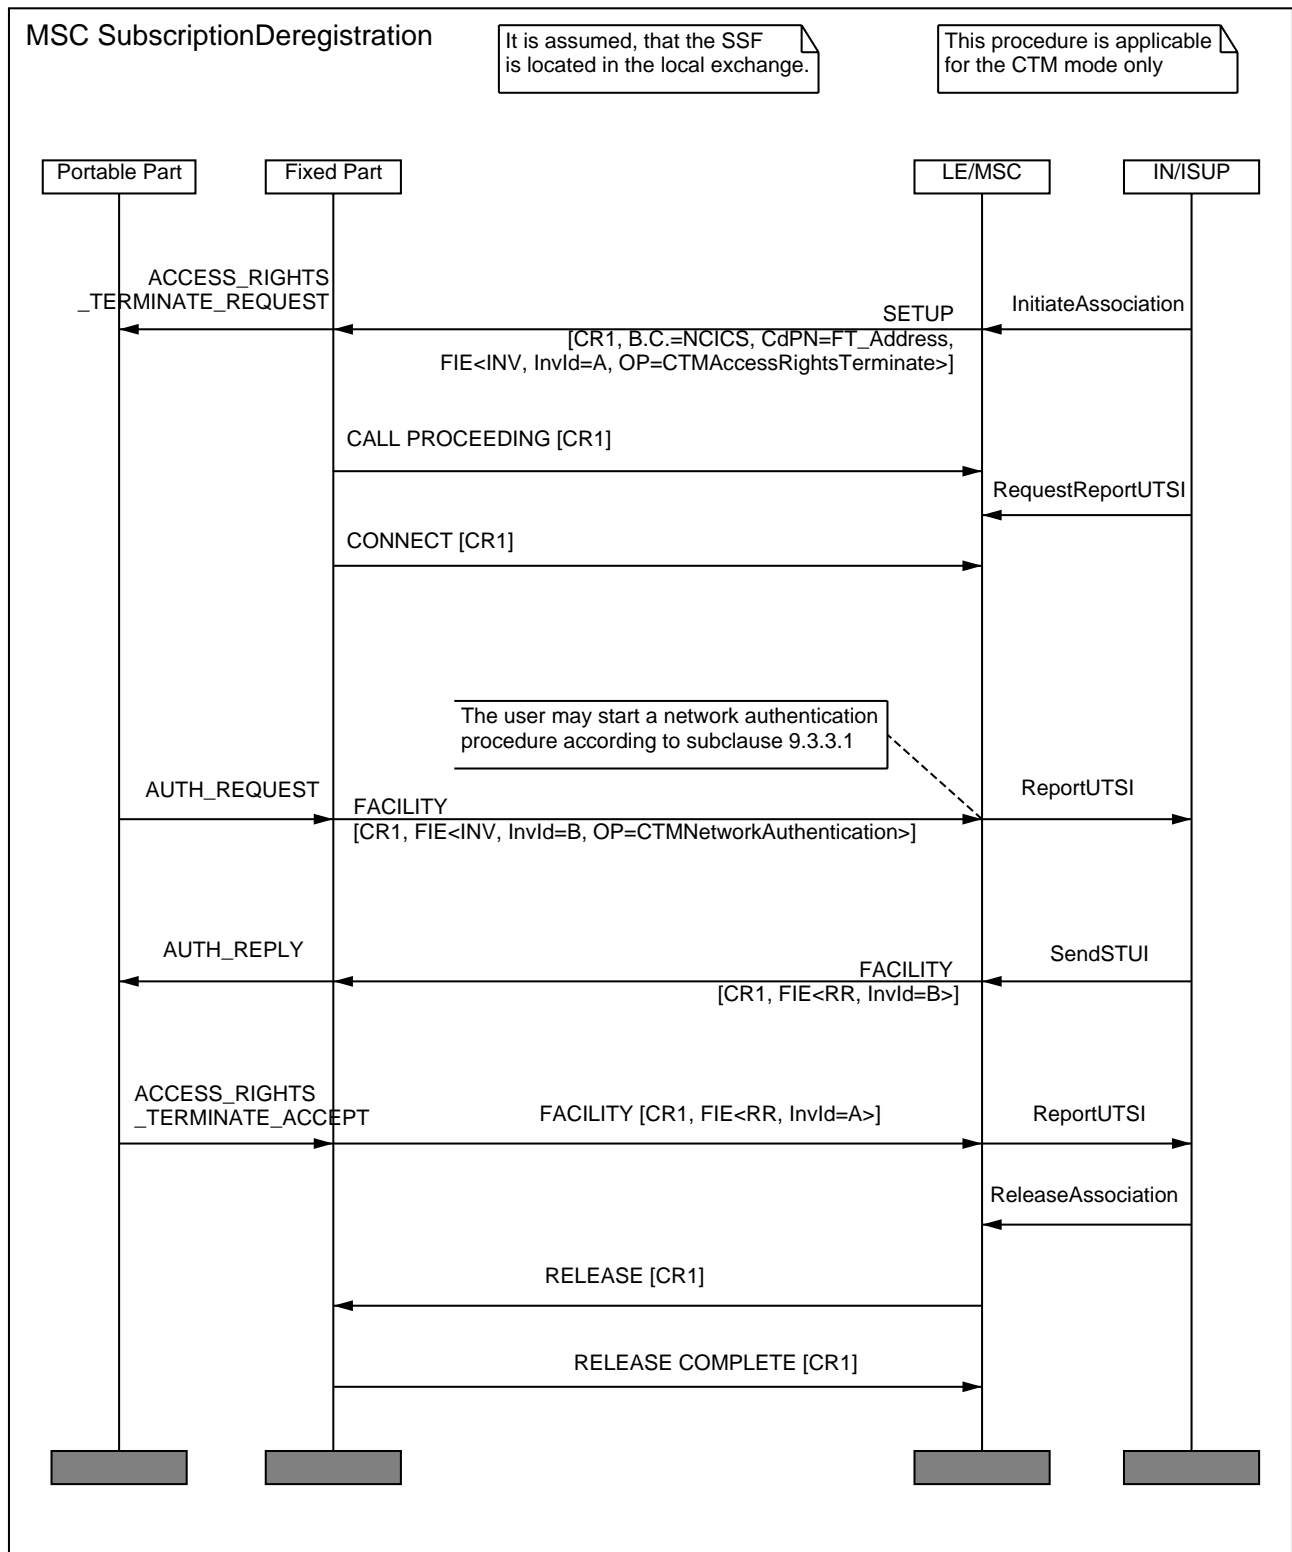 MSC SubscriptionDeregistration
It is assumed, that the SSF
is located in the local exchange.
This procedure is applicable
for the CTM mode only
Portable Part
Fixed Part
LE/MSC
IN/ISUP
ACCESS_RIGHTS
_TERMINATE_REQUEST
SETUP
[CR1, B.C.=NCICS, CdPN=FT_Address,
FIE<INV, InvId=A, OP=CTMAccessRightsTerminate>]
InitiateAssociation
CALL PROCEEDING [CR1]
RequestReportUTSI
CONNECT [CR1]
The user may start a network authentication
procedure according to subclause 9.3.3.1
AUTH_REQUEST
FACILITY
[CR1, FIE<INV, InvId=B, OP=CTMNetworkAuthentication>]
ReportUTSI
AUTH_REPLY
FACILITY
[CR1, FIE<RR, InvId=B>]
SendSTUI
ACCESS_RIGHTS
_TERMINATE_ACCEPT
FACILITY [CR1, FIE<RR, InvId=A>]
ReportUTSI
ReleaseAssociation
RELEASE [CR1]
RELEASE COMPLETE [CR1]